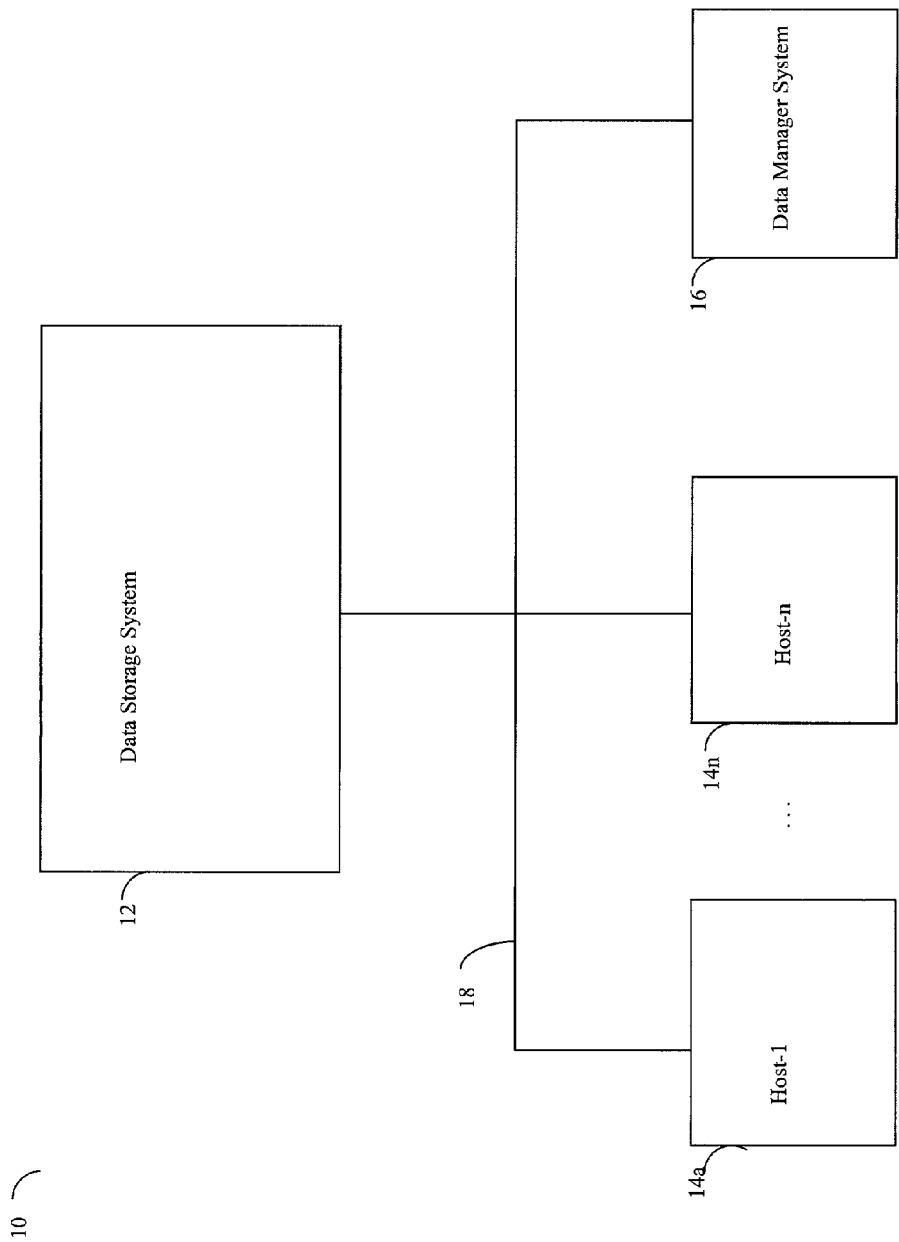 10
12
Data Storage System
18
14a
Host-1
...
14n
Host-n
16
Data Manager System